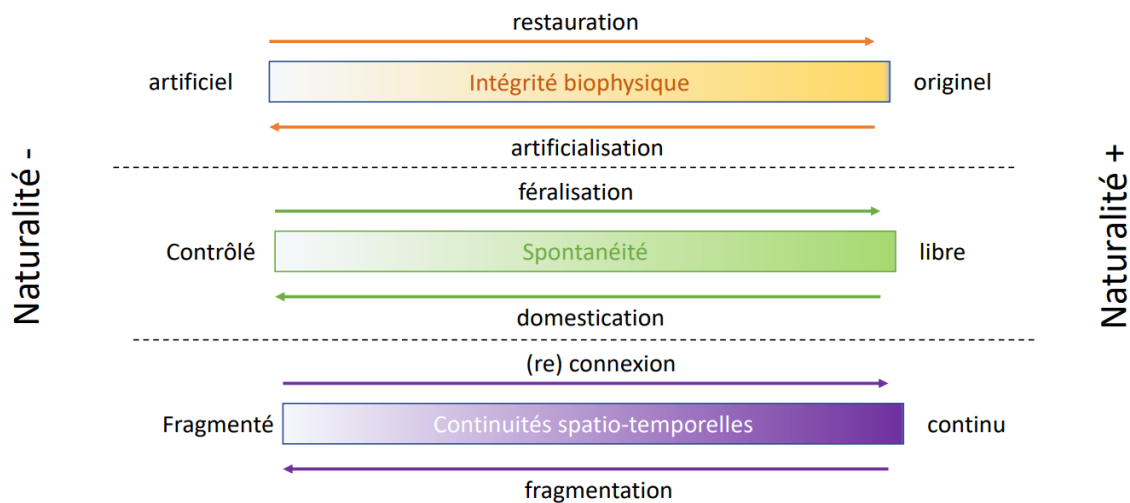 restauration
artificiel
Intégrité biophysique
originel
artificialisation
Naturalité -
Naturalité +
féralisation
Contrôlé
Spontanéité
libre
domestication
(re) connexion
Fragmenté
Continuités spatio-temporelles
continu
fragmentation